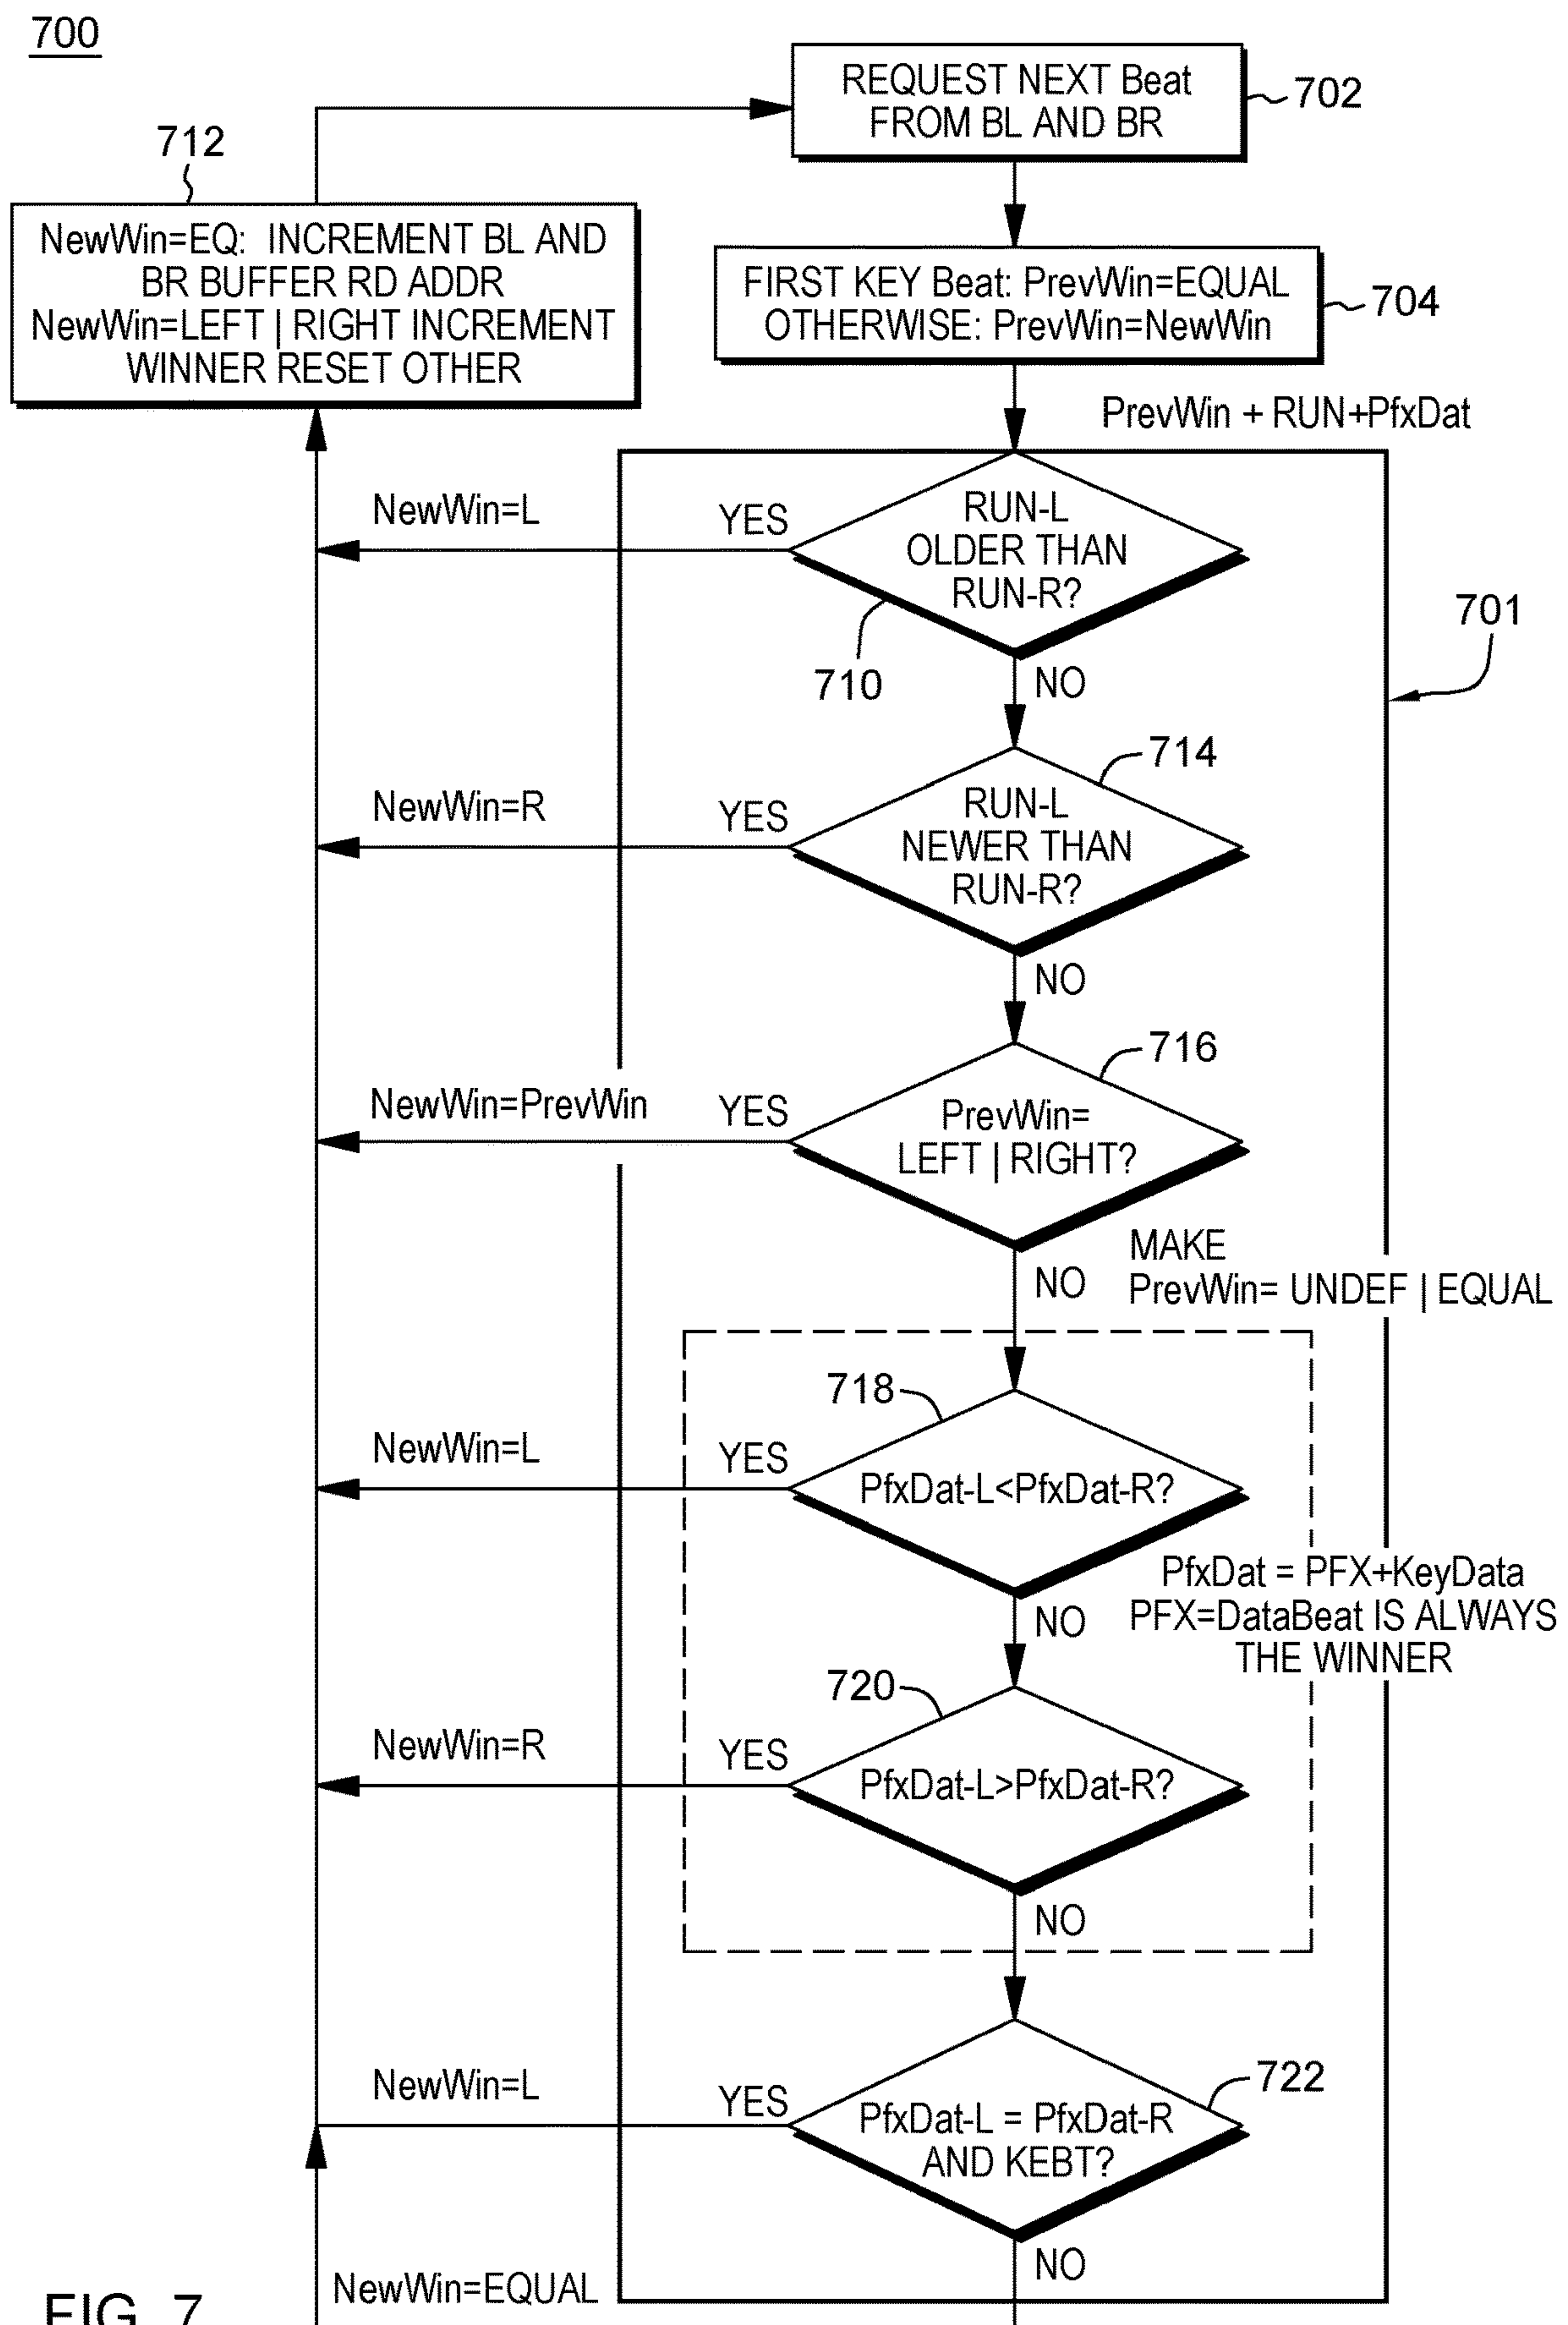 700
REQUEST NEXT Beat
FROM BL AND BR
702
712
NewWin=EQ: INCREMENT BL AND
BR BUFFER RD ADDR
NewWin=LEFT | RIGHT INCREMENT
WINNER RESET OTHER
FIRST KEY Beat: PrevWin=EQUAL
OTHERWISE: PrevWin=NewWin
704
PrevWin + RUN+PfxDat
NewWin=L
YES
RUN-L
OLDER THAN
RUN-R?
710
NO
701
NewWin=R
YES
714
RUN-L
NEWER THAN
RUN-R?
NO
NewWin=PrevWin
YES
716
PrevWin=
LEFT | RIGHT?
NO
MAKE
PrevWin= UNDEF | EQUAL
718
NewWin=L
YES
PfxDat-L<PfxDat-R?
NO
PfxDat = PFX+KeyData
PFX=DataBeat IS ALWAYS
THE WINNER
720
NewWin=R
YES
PfxDat-L>PfxDat-R?
NO
NewWin=L
YES
722
PfxDat-L = PfxDat-R
AND KEBT?
NO
NewWin=EQUAL
FIG. 7